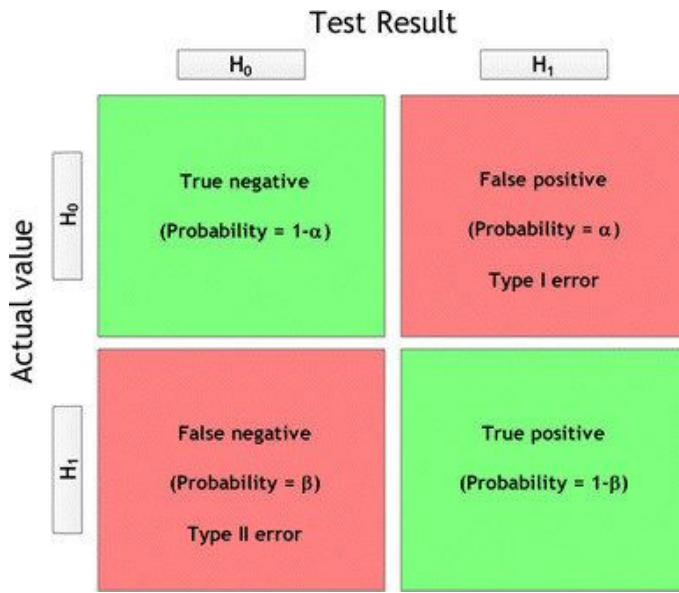 Test Result
H₀
H₁
Actual value
H₀
True negative
(Probability = 1-α)
False positive
(Probability = α)
Type I error
H₁
False negative
(Probability = β)
Type II error
True positive
(Probability = 1-β)